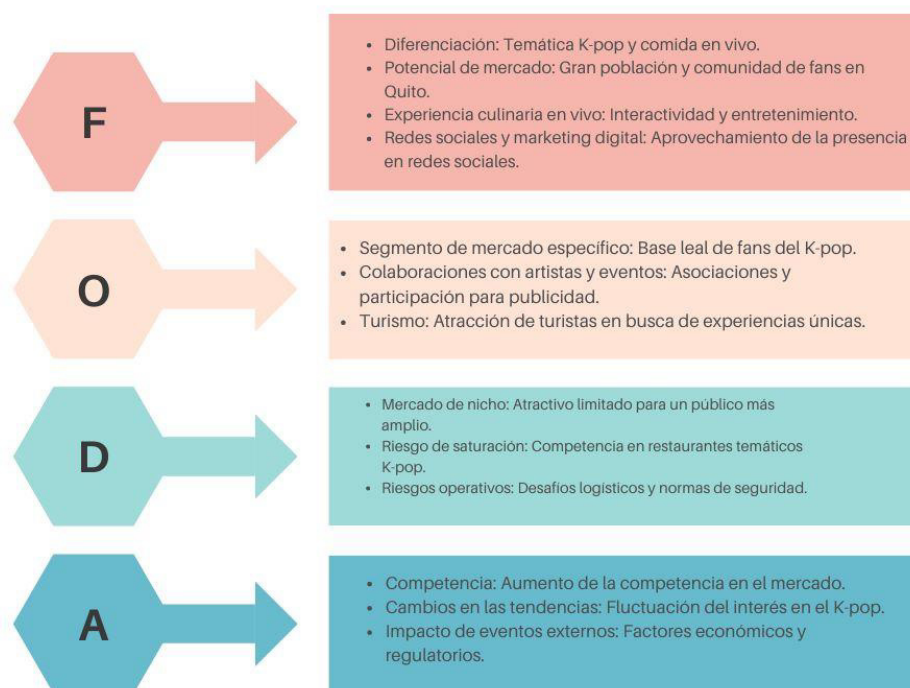 F
• Diferenciación: Temática K-pop y comida en vivo.
• Potencial de mercado: Gran población y comunidad de fans en
Quito.
• Experiencia culinaria en vivo: Interactividad y entretenimiento.
• Redes sociales y marketing digital: Aprovechamiento de la presencia
en redes sociales.
O
• Segmento de mercado específico: Base leal de fans del K-pop.
• Colaboraciones con artistas y eventos: Asociaciones y
participación para publicidad.
• Turismo: Atracción de turistas en busca de experiencias únicas.
D
• Mercado de nicho: Atractivo limitado para un público más
amplio.
• Riesgo de saturación: Competencia en restaurantes temáticos
K-pop.
• Riesgos operativos: Desafíos logísticos y normas de seguridad.
A
• Competencia: Aumento de la competencia en el mercado.
• Cambios en las tendencias: Fluctuación del interés en el K-pop.
• Impacto de eventos externos: Factores económicos y
regulatorios.